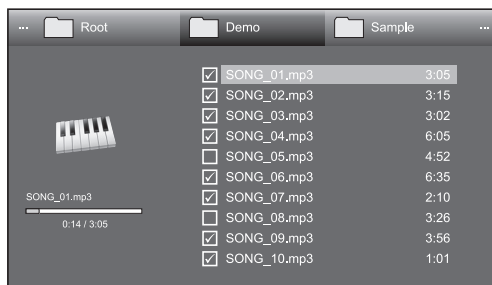 ... Root Demo Sample ...
SONG_01.mp3 3:05
SONG_02.mp3 3:15
SONG_03.mp3 3:02
SONG_04.mp3 6:05
SONG_05.mp3 4:52
SONG_06.mp3 6:35
SONG_07.mp3 2:10
SONG_08.mp3 3:26
SONG_09.mp3 3:56
SONG_10.mp3 1:01
SONG_01.mp3
0:14 / 3:05